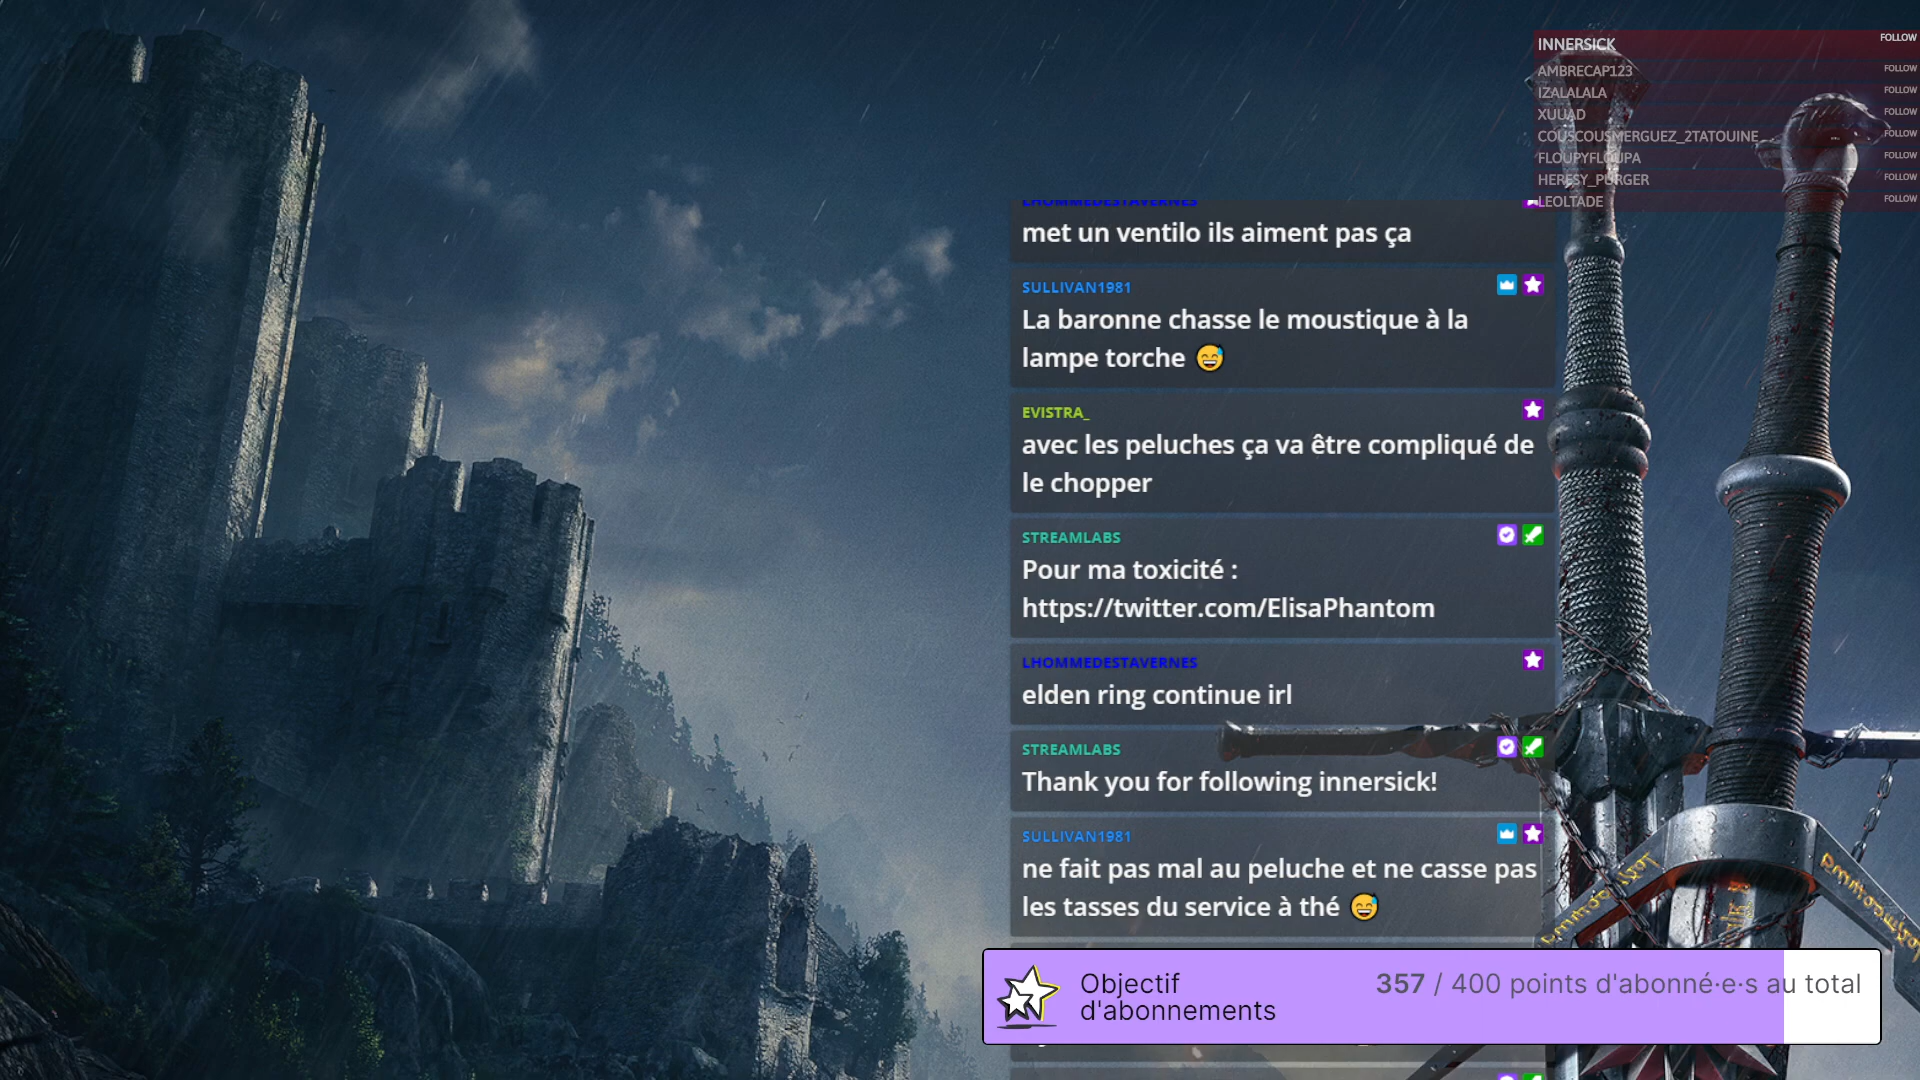 INNERSICK FOLLOW
AMBRECAP123 FOLLOW
IZALALALA FOLLOW
XUUAD FOLLOW
COUSCOUSMERGUEZ_2TATOUINE FOLLOW
FLOUPYFLOUPA FOLLOW
HERESY_PURGER FOLLOW
LEOLTADE FOLLOW
LHOMMEDESTAVERNES
met un ventilo ils aiment pas ça
SULLIVAN1981
La baronne chasse le moustique à la
lampe torche 😅
EVISTRA_
avec les peluches ça va être compliqué de
le chopper
STREAMLABS
Pour ma toxicité :
https://twitter.com/ElisaPhantom
LHOMMEDESTAVERNES
elden ring continue irl
STREAMLABS
Thank you for following innersick!
SULLIVAN1981
ne fait pas mal au peluche et ne casse pas
les tasses du service à thé 😅
Objectif
d'abonnements
357 / 400 points d'abonné·e·s au total